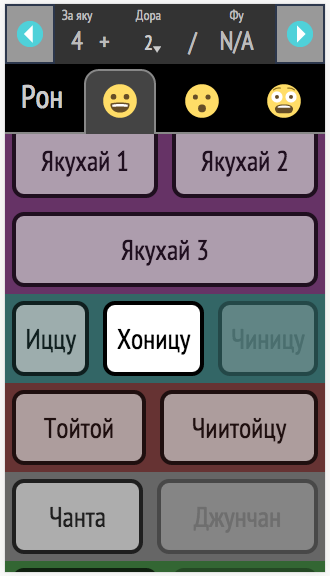 За яку Дора Фу
4 + 2 / N/A
Рон
Якухай 1 Якухай 2
Якухай 3
Иццу Хоницу Чиницу
Тойтой Чиитойцу
Чанта Джунчан